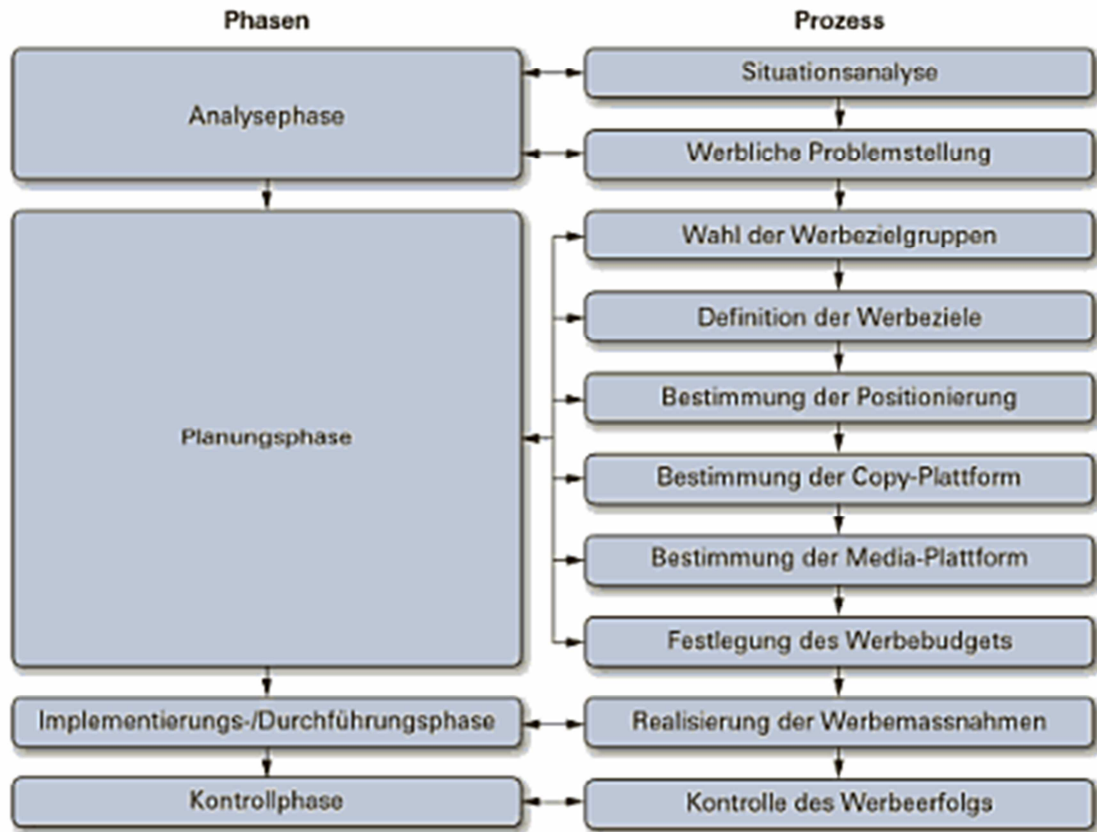 Phasen
Prozess
Analysephase
Situationsanalyse
Werbliche Problemstellung
Planungsphase
Wahl der Werbezielgruppen
Definition der Werbeziele
Bestimmung der Positionierung
Bestimmung der Copy-Plattform
Bestimmung der Media-Plattform
Festlegung des Werbebudgets
Implementierungs-/Durchführungsphase
Realisierung der Werbemassnahmen
Kontrollphase
Kontrolle des Werbeerfolgs